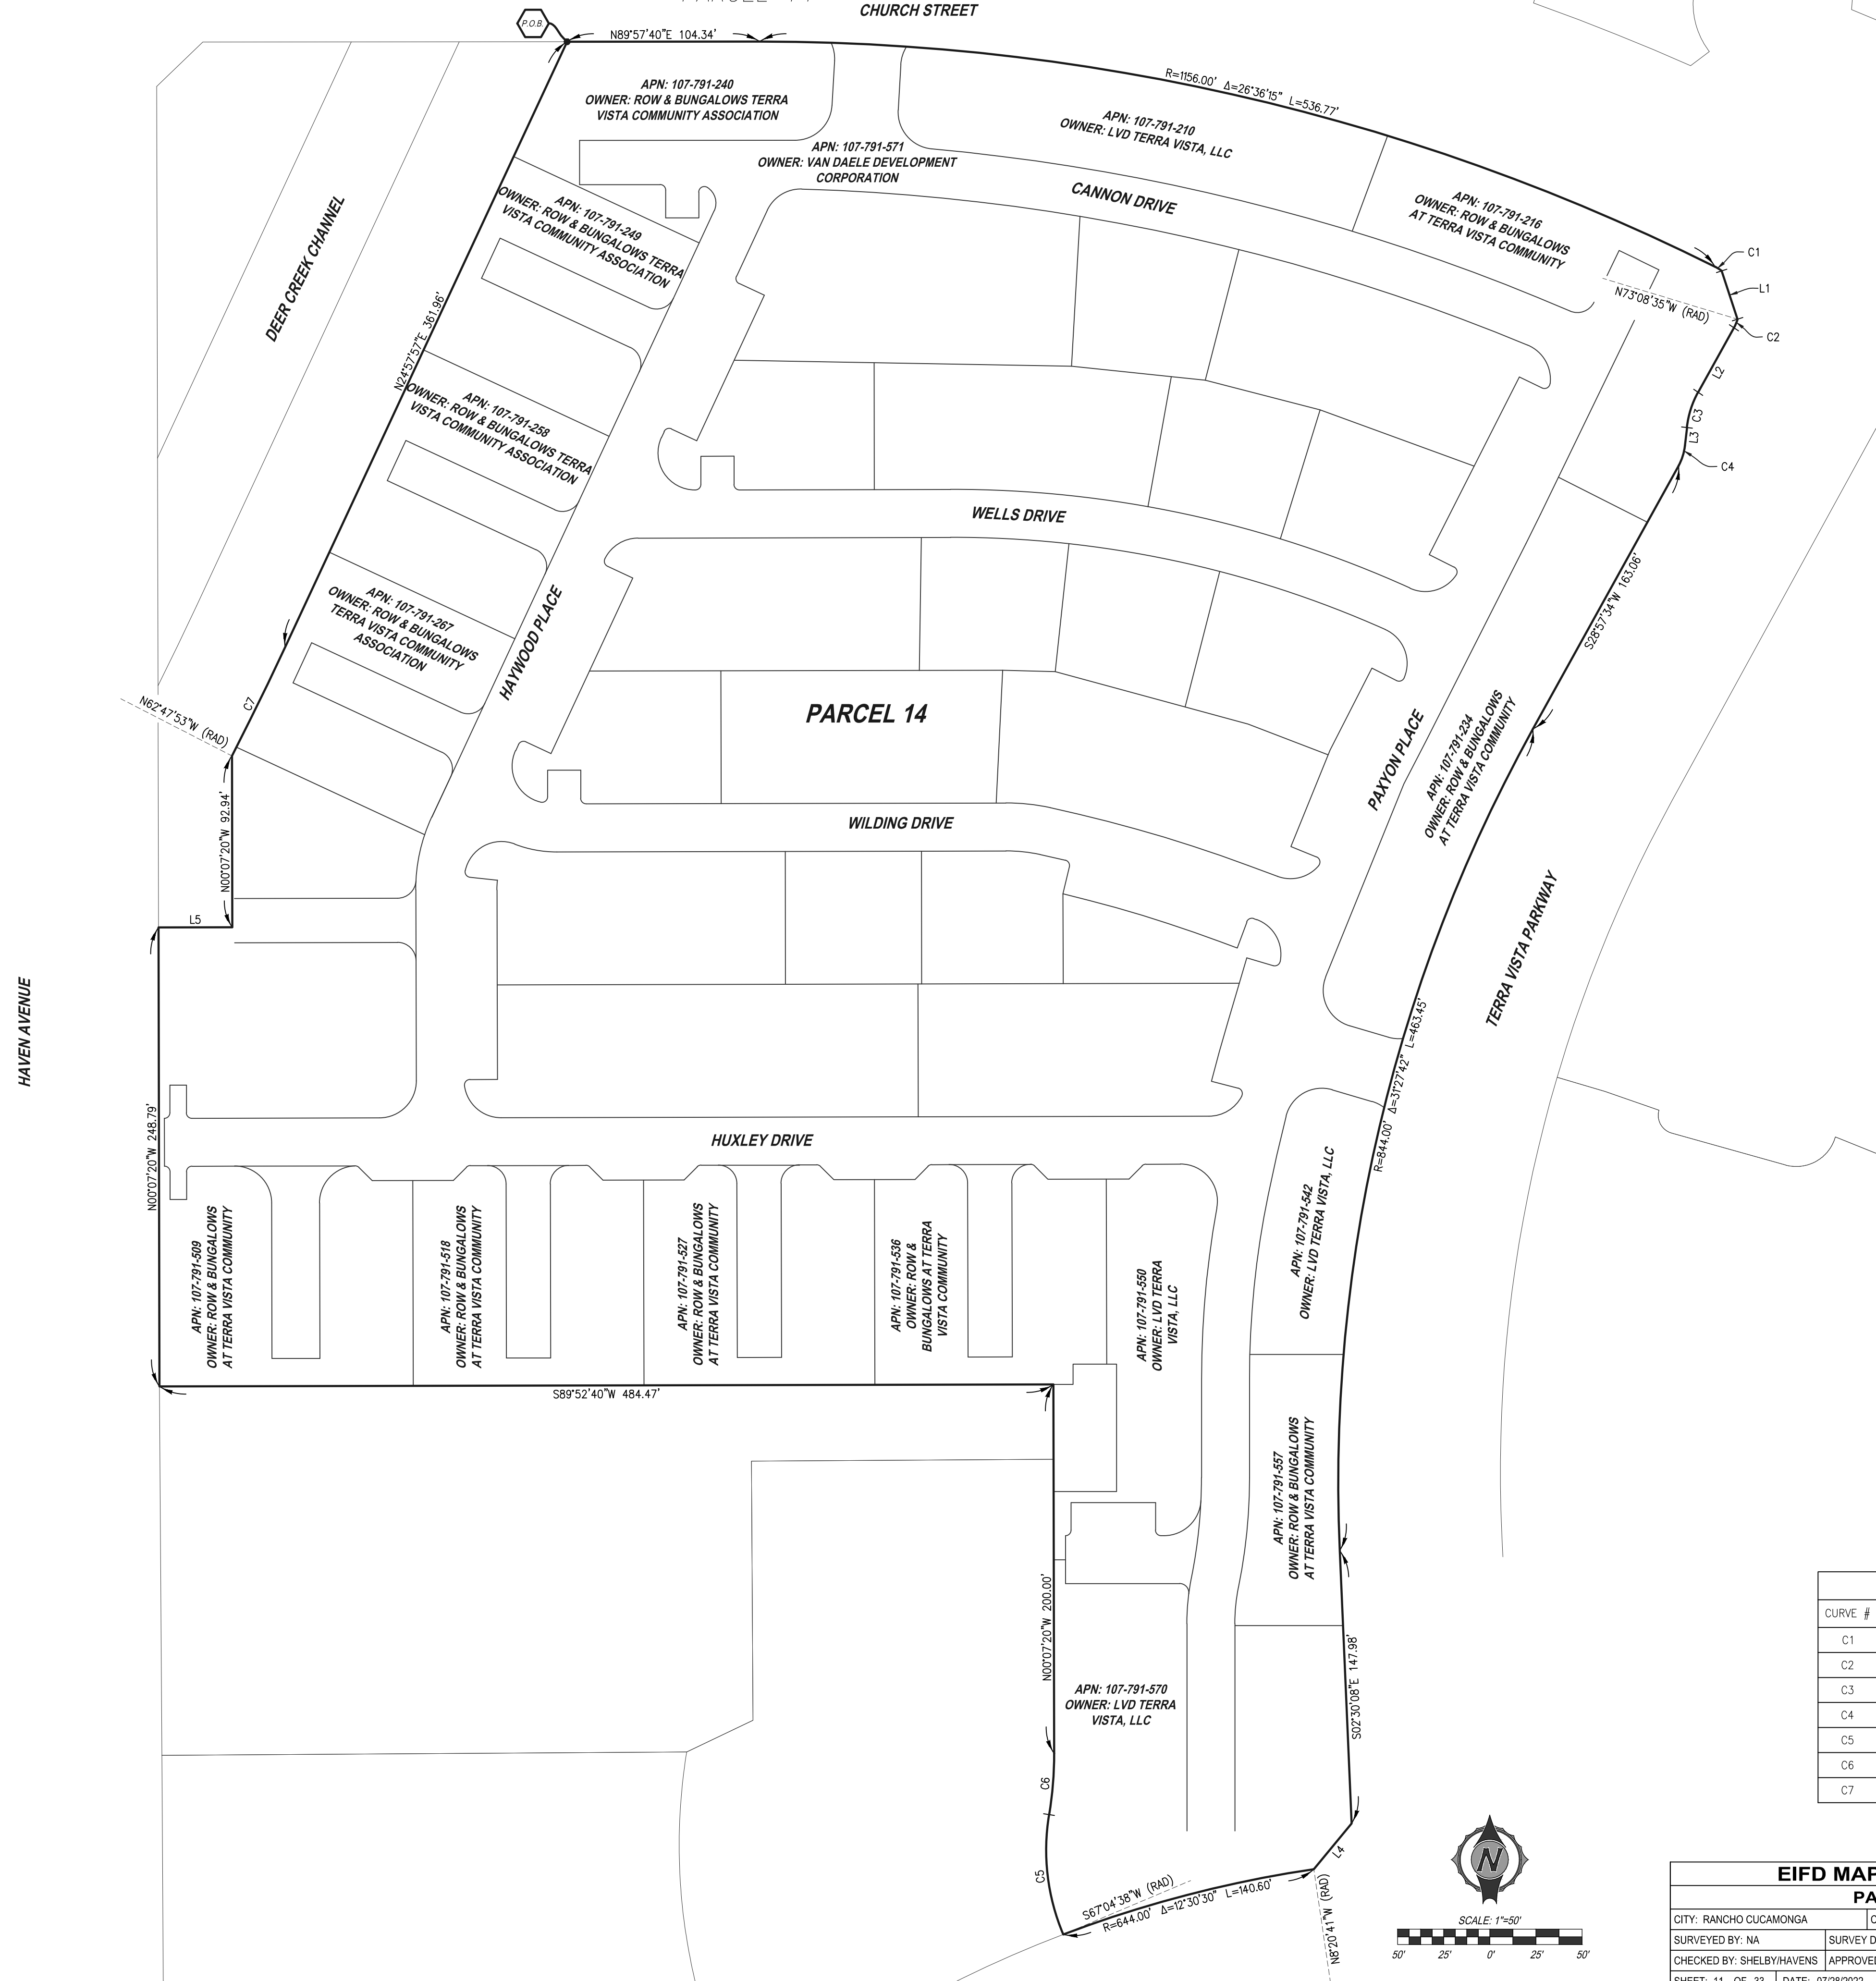 CHURCH STREET
P.O.B.
N89°57'40"E 104.34'
R=1156.00' Δ=26°36'15" L=536.77'
APN: 107-791-240
OWNER: ROW & BUNGALOWS TERRA
VISTA COMMUNITY ASSOCIATION
APN: 107-791-571
OWNER: VAN DAELE DEVELOPMENT
CORPORATION
APN: 107-791-210
OWNER: LVD TERRA VISTA, LLC
CANNON DRIVE
APN: 107-791-216
OWNER: ROW & BUNGALOWS
AT TERRA VISTA COMMUNITY
C1
L1
N73°08'35"W (RAD)
C2
L2
C3
L3
C4
DEER CREEK CHANNEL
APN: 107-791-249
OWNER: ROW & BUNGALOWS TERRA
VISTA COMMUNITY ASSOCIATION
N24°57'57"E 361.96'
APN: 107-791-258
OWNER: ROW & BUNGALOWS TERRA
VISTA COMMUNITY ASSOCIATION
WELLS DRIVE
APN: 107-791-267
OWNER: ROW & BUNGALOWS
TERRA VISTA COMMUNITY
ASSOCIATION
HAYWOOD PLACE
S28°57'34"W 163.06'
C7
N62°47'53"W (RAD)
PARCEL 14
PAXYON PLACE
APN: 107-791-234
OWNER: ROW & BUNGALOWS
AT TERRA VISTA COMMUNITY
N00°07'20"W 92.94'
WILDING DRIVE
L5
TERRA VISTA PARKWAY
HAVEN AVENUE
R=844.00' Δ=31°27'42" L=463.45'
N00°07'20"W 248.79'
HUXLEY DRIVE
APN: 107-791-509
OWNER: ROW & BUNGALOWS
AT TERRA VISTA COMMUNITY
APN: 107-791-518
OWNER: ROW & BUNGALOWS
AT TERRA VISTA COMMUNITY
APN: 107-791-527
OWNER: ROW & BUNGALOWS
AT TERRA VISTA COMMUNITY
APN: 107-791-536
OWNER: ROW &
BUNGALOWS AT TERRA
VISTA COMMUNITY
APN: 107-791-550
OWNER: LVD TERRA
VISTA, LLC
APN: 107-791-542
OWNER: LVD TERRA VISTA, LLC
S89°52'40"W 484.47'
APN: 107-791-557
OWNER: ROW & BUNGALOWS
AT TERRA VISTA COMMUNITY
N00°07'20"W 200.00'
S02°30'08"E 147.98'
APN: 107-791-570
OWNER: LVD TERRA
VISTA, LLC
C6
C5
L4
S67°04'38"W (RAD)
R=644.00' Δ=12°30'30" L=140.60'
N8°20'41"W (RAD)
N
SCALE: 1"=50'
50' 25' 0' 25' 50'
CURVE #
C1
C2
C3
C4
C5
C6
C7
EIFD MAP
PA
CITY: RANCHO CUCAMONGA
SURVEYED BY: NA SURVEY D
CHECKED BY: SHELBY/HAVENS APPROVE
SHEET: 11 OF 33 DATE: 07/28/2022